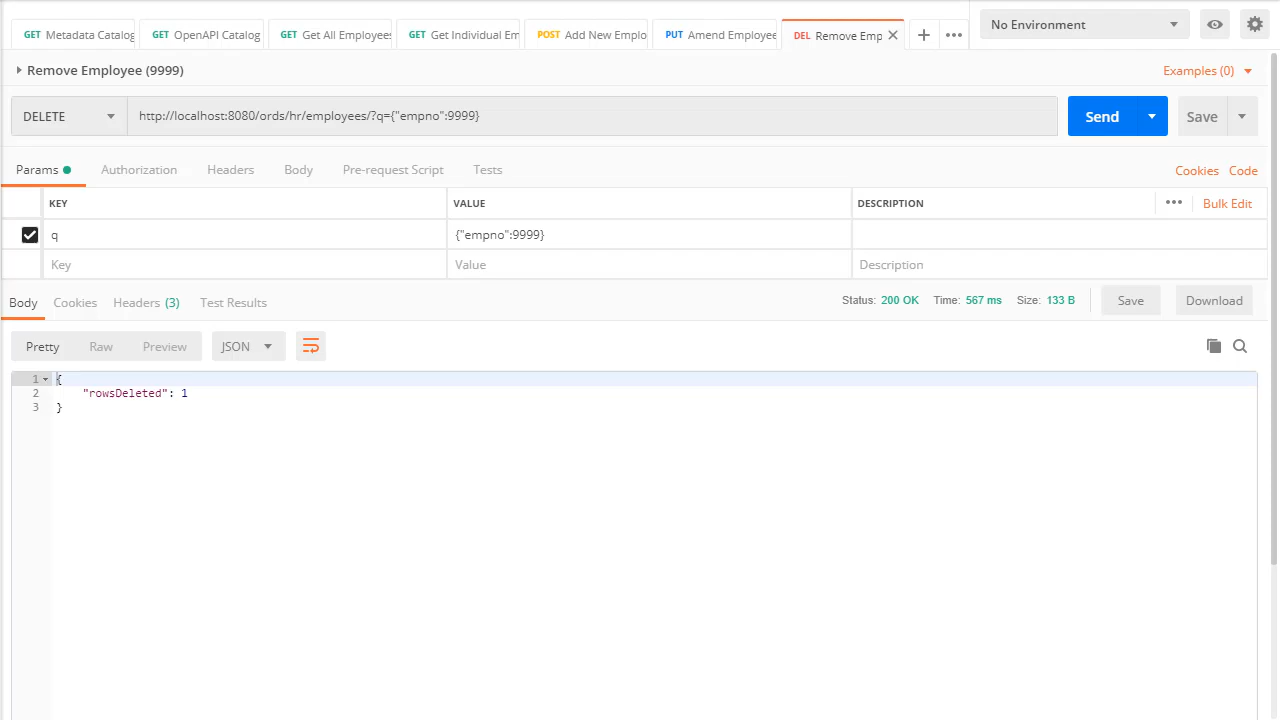 GET Metadata Catalog GET OpenAPI Catalog GET Get All Employees GET Get Individual Em POST Add New Emplo PUT Amend Employee DEL Remove Emp No Environment
Remove Employee (9999) Examples (0)
DELETE http://localhost:8080/ords/hr/employees/?q={"empno":9999} Send Save
Params Authorization Headers Body Pre-request Script Tests Cookies Code
KEY VALUE DESCRIPTION Bulk Edit
q {"empno":9999}
Key Value Description
Body Cookies Headers (3) Test Results Status: 200 OK Time: 567 ms Size: 133 B Save Download
Pretty Raw Preview JSON
1 {
2 "rowsDeleted": 1
3 }